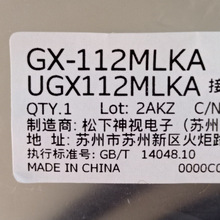 GX-112MLKA
UGX112MLKA 接
QTY.1 Lot: 2AKZ C/N
制造商: 松下神视电子 (苏州
地 址: 苏州市苏州新区火炬路
执行标准号: GB/T 14048.10
MADE IN CHINA 0000C0